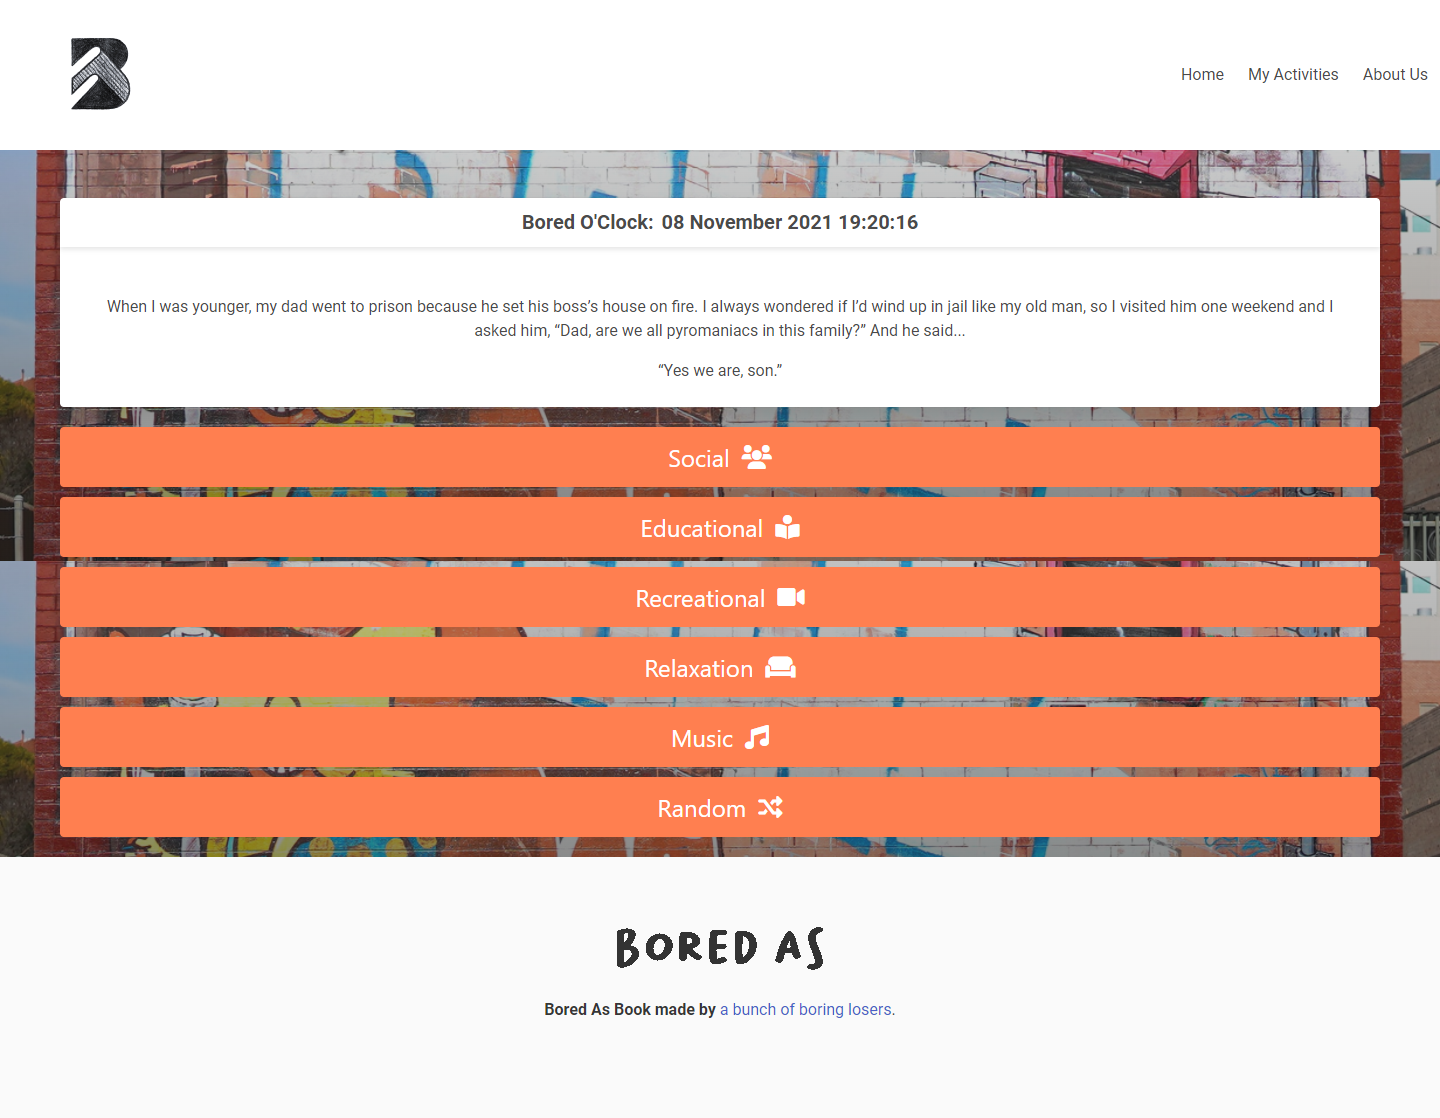 B
Home My Activities About Us
Bored O'Clock: 08 November 2021 19:20:16
When I was younger, my dad went to prison because he set his boss’s house on fire. I always wondered if I’d wind up in jail like my old man, so I visited him one weekend and I
asked him, “Dad, are we all pyromaniacs in this family?” And he said...
“Yes we are, son.”
Social
Educational
Recreational
Relaxation
Music
Random
BORED AS
Bored As Book made by a bunch of boring losers.